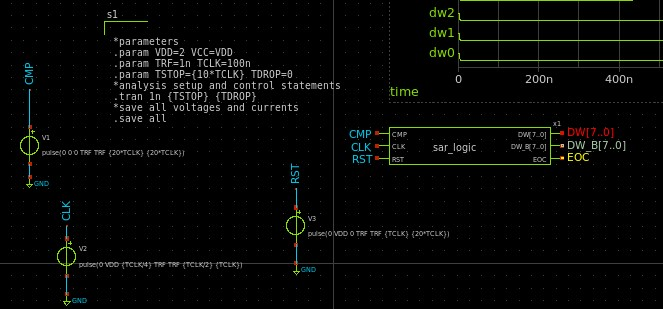 s1
*parameters
.param VDD=2 VCC=VDD
.param TRF=1n TCLK=100n
.param TSTOP={10*TCLK} TDROP=0
*analysis setup and control statements
.tran 1n {TSTOP} {TDROP}
*save all voltages and currents
.save all
CMP
V1
pulse(0 0 0 TRF TRF {20*TCLK} {20*TCLK})
GND
CLK
V2
pulse(0 VDD {TCLK/4} TRF TRF {TCLK/2} {TCLK})
GND
RST
V3
pulse(0 VDD 0 TRF TRF {TCLK} {20*TCLK})
GND
dw2
dw1
dw0
0 200n 400n
time
x1
CMP CMP DW[7..0] DW[7..0]
CLK CLK sar_logic DW_B[7..0] DW_B[7..0]
RST RST EOC EOC